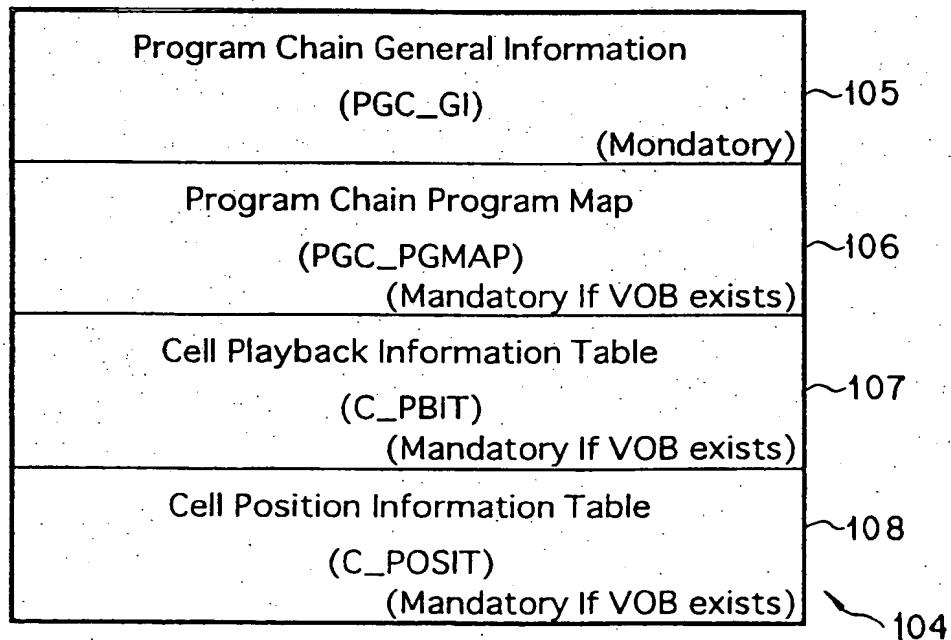 Program Chain General Information
(PGC_GI)
(Mondatory)
105
Program Chain Program Map
(PGC_PGMAP)
(Mandatory If VOB exists)
106
Cell Playback Information Table
(C_PBIT)
(Mandatory If VOB exists)
107
Cell Position Information Table
(C_POSIT)
(Mandatory If VOB exists)
108
104